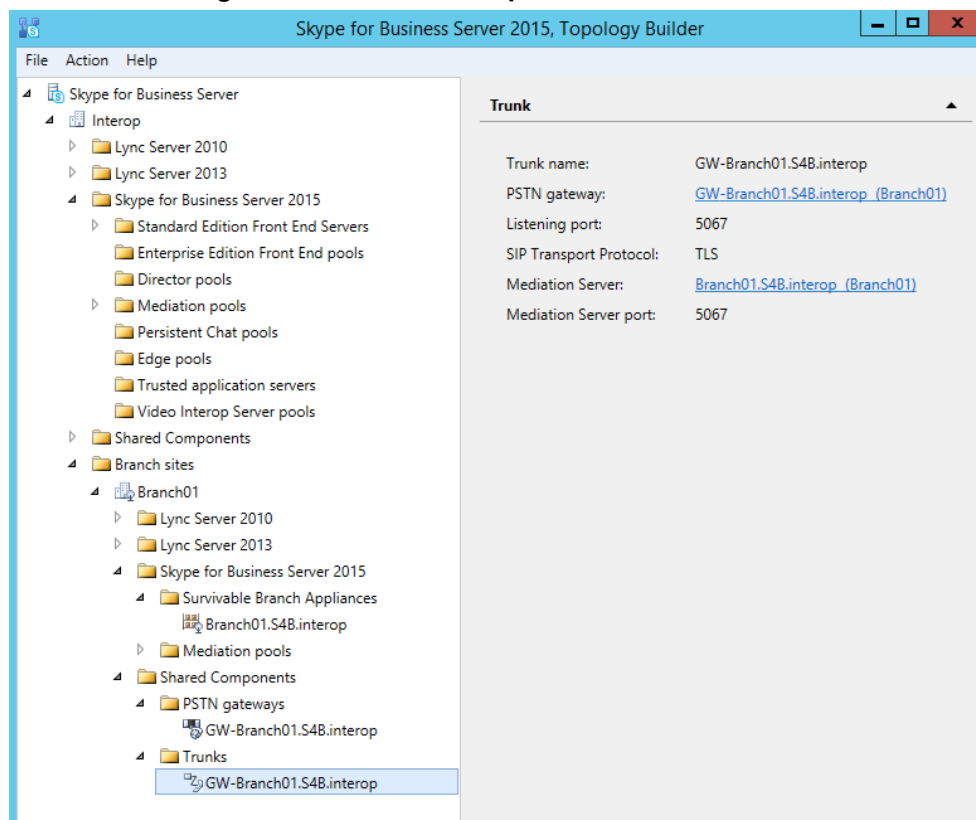 Skype for Business Server 2015, Topology Builder
File Action Help
Skype for Business Server
Interop
Lync Server 2010
Lync Server 2013
Skype for Business Server 2015
Standard Edition Front End Servers
Enterprise Edition Front End pools
Director pools
Mediation pools
Persistent Chat pools
Edge pools
Trusted application servers
Video Interop Server pools
Shared Components
Branch sites
Branch01
Lync Server 2010
Lync Server 2013
Skype for Business Server 2015
Survivable Branch Appliances
Branch01.S4B.interop
Mediation pools
Shared Components
PSTN gateways
GW-Branch01.S4B.interop
Trunks
GW-Branch01.S4B.interop
Trunk
Trunk name: GW-Branch01.S4B.interop
PSTN gateway: GW-Branch01.S4B.interop (Branch01)
Listening port: 5067
SIP Transport Protocol: TLS
Mediation Server: Branch01.S4B.interop (Branch01)
Mediation Server port: 5067